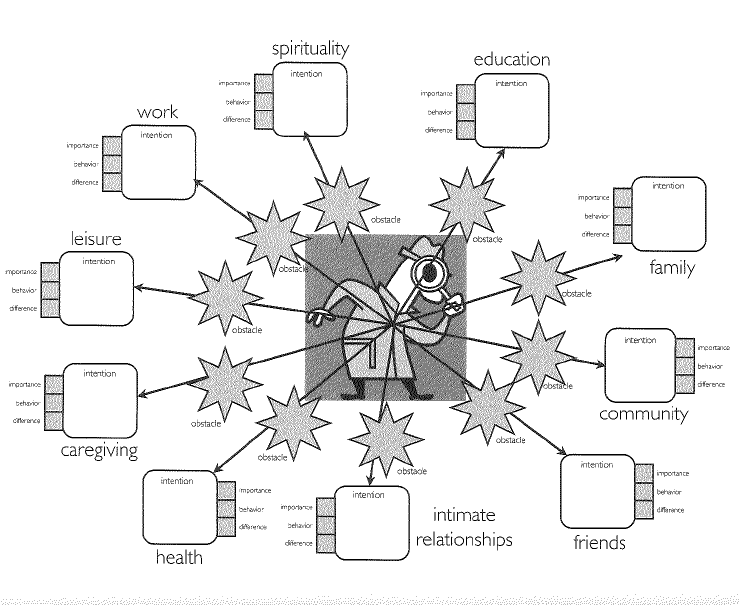 spirituality
intention
importance
behavior
difference
education
intention
importance
behavior
difference
work
intention
importance
behavior
difference
intention
importance
behavior
difference
family
leisure
intention
importance
behavior
difference
obstacle
obstacle
obstacle
obstacle
obstacle
intention
importance
behavior
difference
community
intention
importance
behavior
difference
caregiving
obstacle
obstacle
obstacle
obstacle
obstacle
intention
importance
behavior
difference
health
intention
importance
behavior
difference
intimate
relationships
intention
importance
behavior
difference
friends